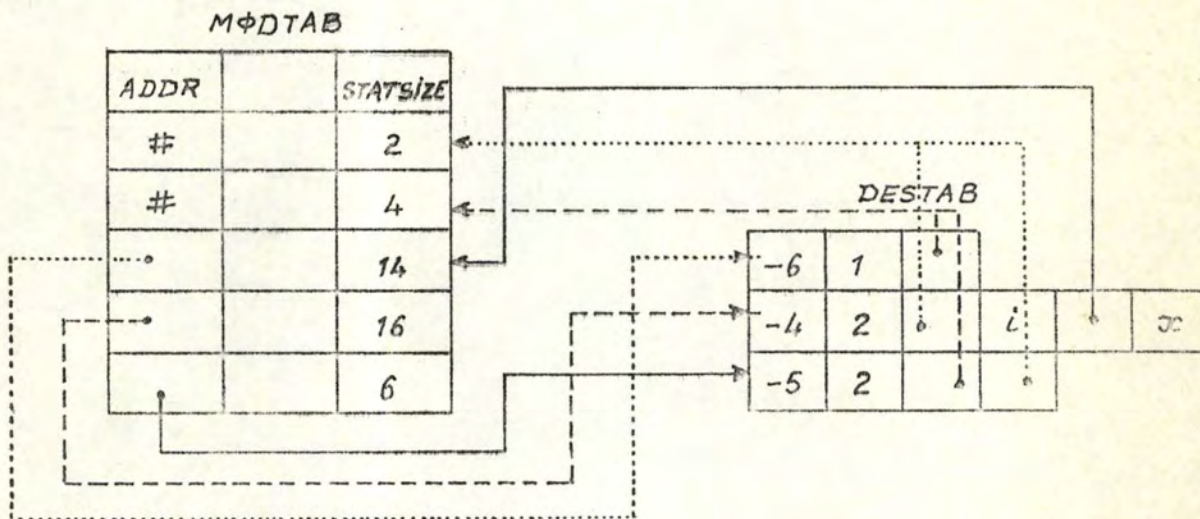 MΦDTAB
ADDR STATSIZE
# 2
# 4
14
16
6
DESTAB
-6 1
-4 2 i x
-5 2